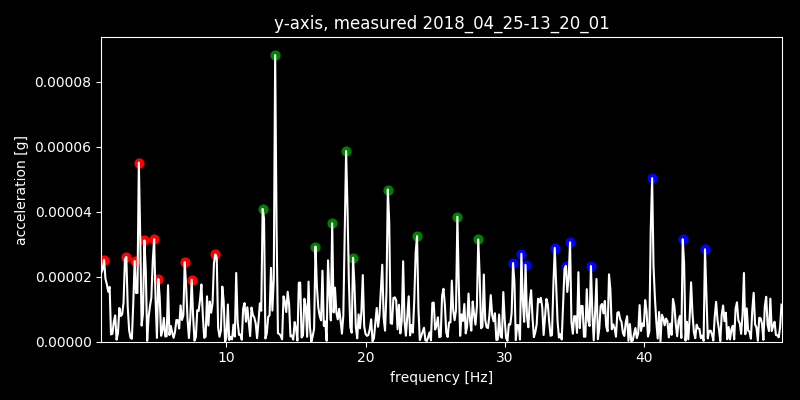 y-axis, measured 2018_04_25-13_20_01
0.00008
0.00006
0.00004
0.00002
0.00000
acceleration [g]
10 20 30 40
frequency [Hz]